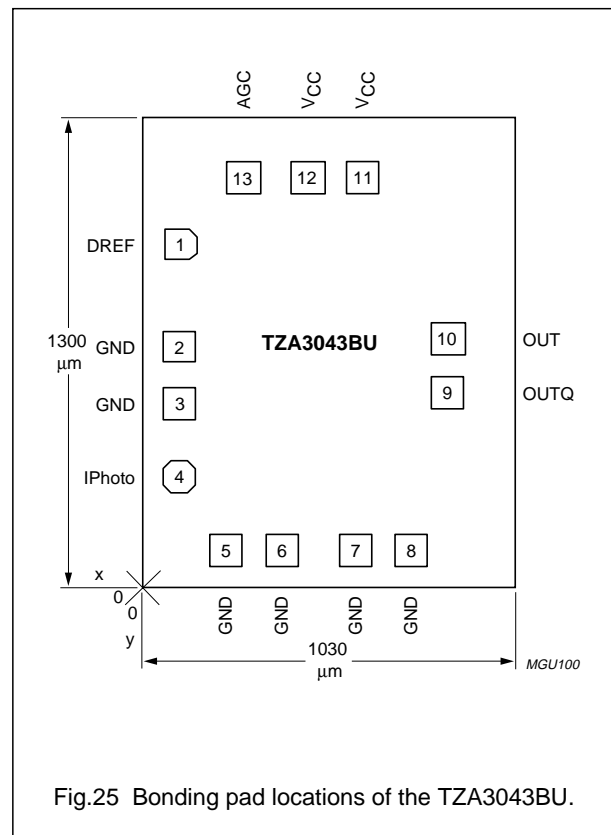 AGC
VCC
VCC
13
12
11
DREF
1
1300
μm
GND
2
TZA3043BU
10
OUT
GND
3
9
OUTQ
IPhoto
4
5
6
7
8
x
0
0
y
GND
GND
GND
GND
1030
μm
MGU100
Fig.25 Bonding pad locations of the TZA3043BU.